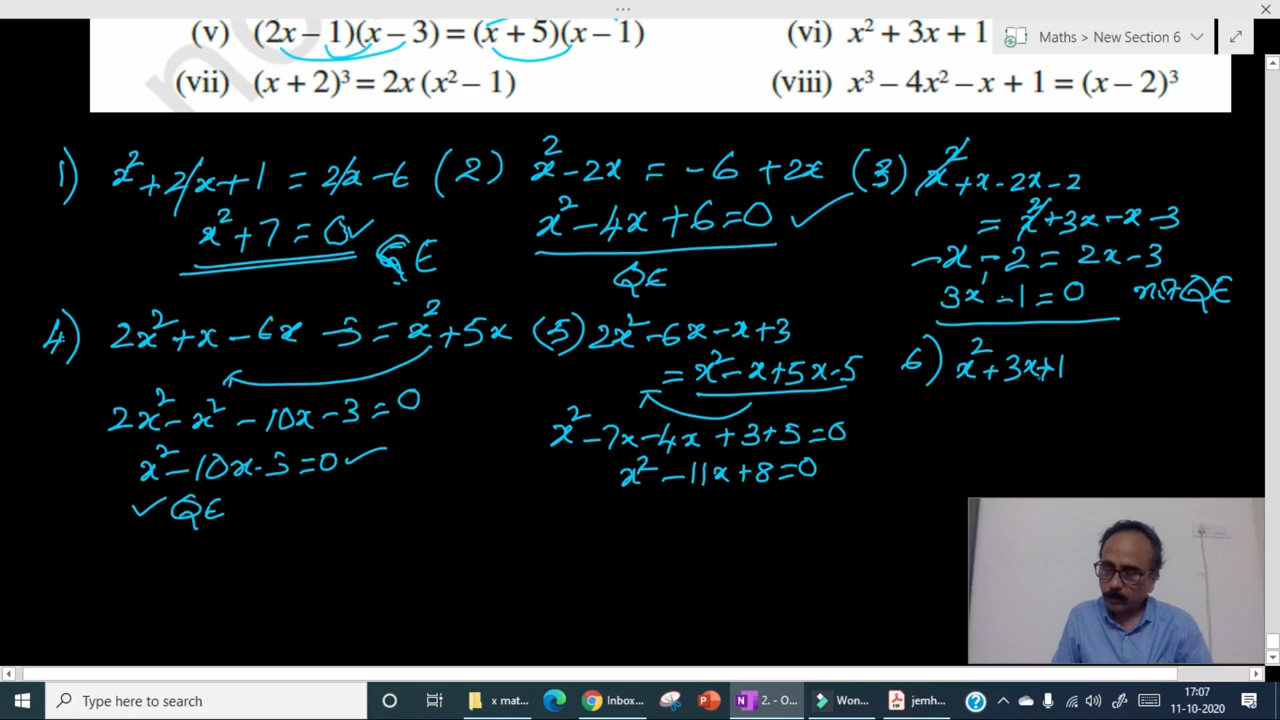 (v) (2x – 1)(x – 3) = (x + 5)(x – 1) (vi) x² + 3x + 1
Maths > New Section 6
(vii) (x + 2)³ = 2x (x² – 1) (viii) x³ – 4x² – x + 1 = (x – 2)³
1) x² + 2x + 1 = 2x – 6 (2) x² – 2x = – 6 + 2x (3) x² + x – 2x – 2
x² + 7 = 0 QE x² – 4x + 6 = 0 = x² + 3x – x – 3
QE – x – 2 = 2x – 3
3x – 1 = 0 not QE
4) 2x² + x – 6x – 3 = x² + 5x (5) 2x² – 6x – x + 3
= x² – x + 5x – 5 6) x² + 3x + 1
2x² – x² – 10x – 3 = 0
x² – 7x – 4x + 3 + 5 = 0
x² – 10x – 3 = 0 x² – 11x + 8 = 0
QE
Type here to search
x mat...
Inbox...
2. - O...
Won...
jemh...
17:07
11-10-2020